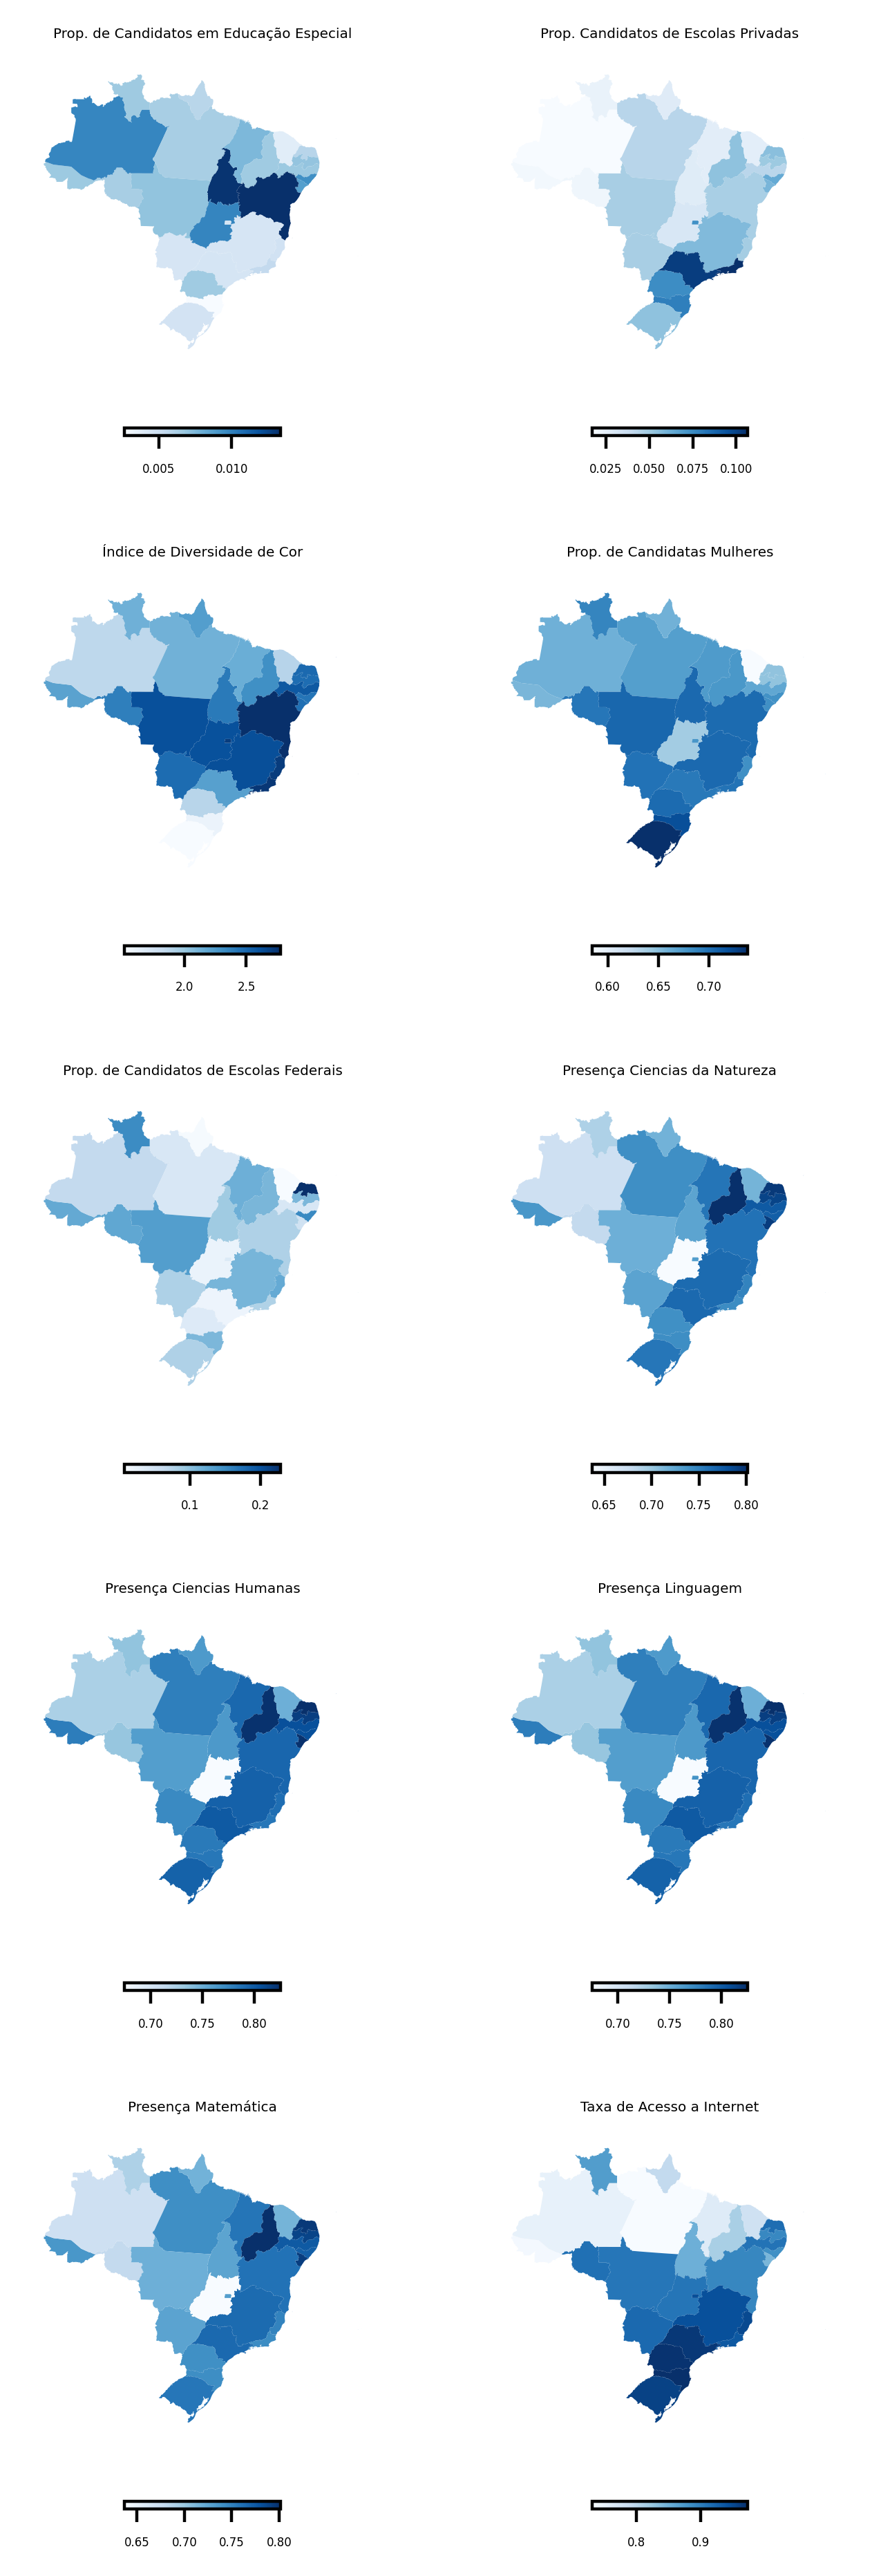 Prop. de Candidatos em Educação Especial
Prop. Candidatos de Escolas Privadas
0.005 0.010
0.025 0.050 0.075 0.100
Índice de Diversidade de Cor
Prop. de Candidatas Mulheres
2.0 2.5
0.60 0.65 0.70
Prop. de Candidatos de Escolas Federais
Presença Ciencias da Natureza
0.1 0.2
0.65 0.70 0.75 0.80
Presença Ciencias Humanas
Presença Linguagem
0.70 0.75 0.80
0.70 0.75 0.80
Presença Matemática
Taxa de Acesso a Internet
0.65 0.70 0.75 0.80
0.8 0.9